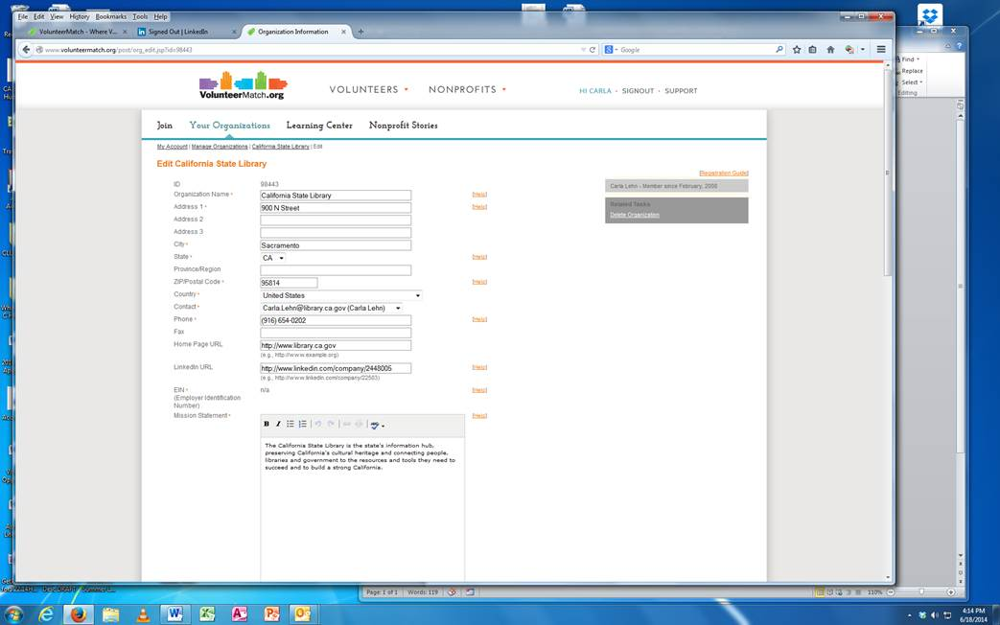 File Edit View History Bookmarks Tools Help
VolunteerMatch - Where V... × Signed Out | LinkedIn × Organization Information × +
www.volunteermatch.org/post/org_edit.jsp?id=98443 Google
Find
Replace
Select
Editing
VolunteerMatch.org VOLUNTEERS NONPROFITS HI CARLA · SIGNOUT · SUPPORT
Join Your Organizations Learning Center Nonprofit Stories
My Account | Manage Organizations | California State Library | Edit
Edit California State Library
[Registration Guide]
Carla Lehn - Member since February, 2008
Related Tasks
Delete Organization
ID 98443
Organization Name* California State Library [Help]
Address 1* 900 N Street [Help]
Address 2
Address 3
City* Sacramento
State* CA [Help]
Province/Region
ZIP/Postal Code* 95814 [Help]
Country* United States
Contact* Carla.Lehn@library.ca.gov (Carla Lehn)
Phone* (916) 654-0202 [Help]
Fax
Home Page URL http://www.library.ca.gov
(e.g., http://www.example.org)
LinkedIn URL http://www.linkedin.com/company/2448005 [Help]
(e.g., http://www.linkedin.com/company/22583)
EIN* n/a [Help]
(Employer Identification
Number)
Mission Statement* [Help]
B I
The California State Library is the state's information hub,
preserving California's cultural heritage and connecting people,
libraries and government to the resources and tools they need to
succeed and to build a strong California.
Page: 1 of 1 Words: 119 110%
4:14 PM
6/18/2014